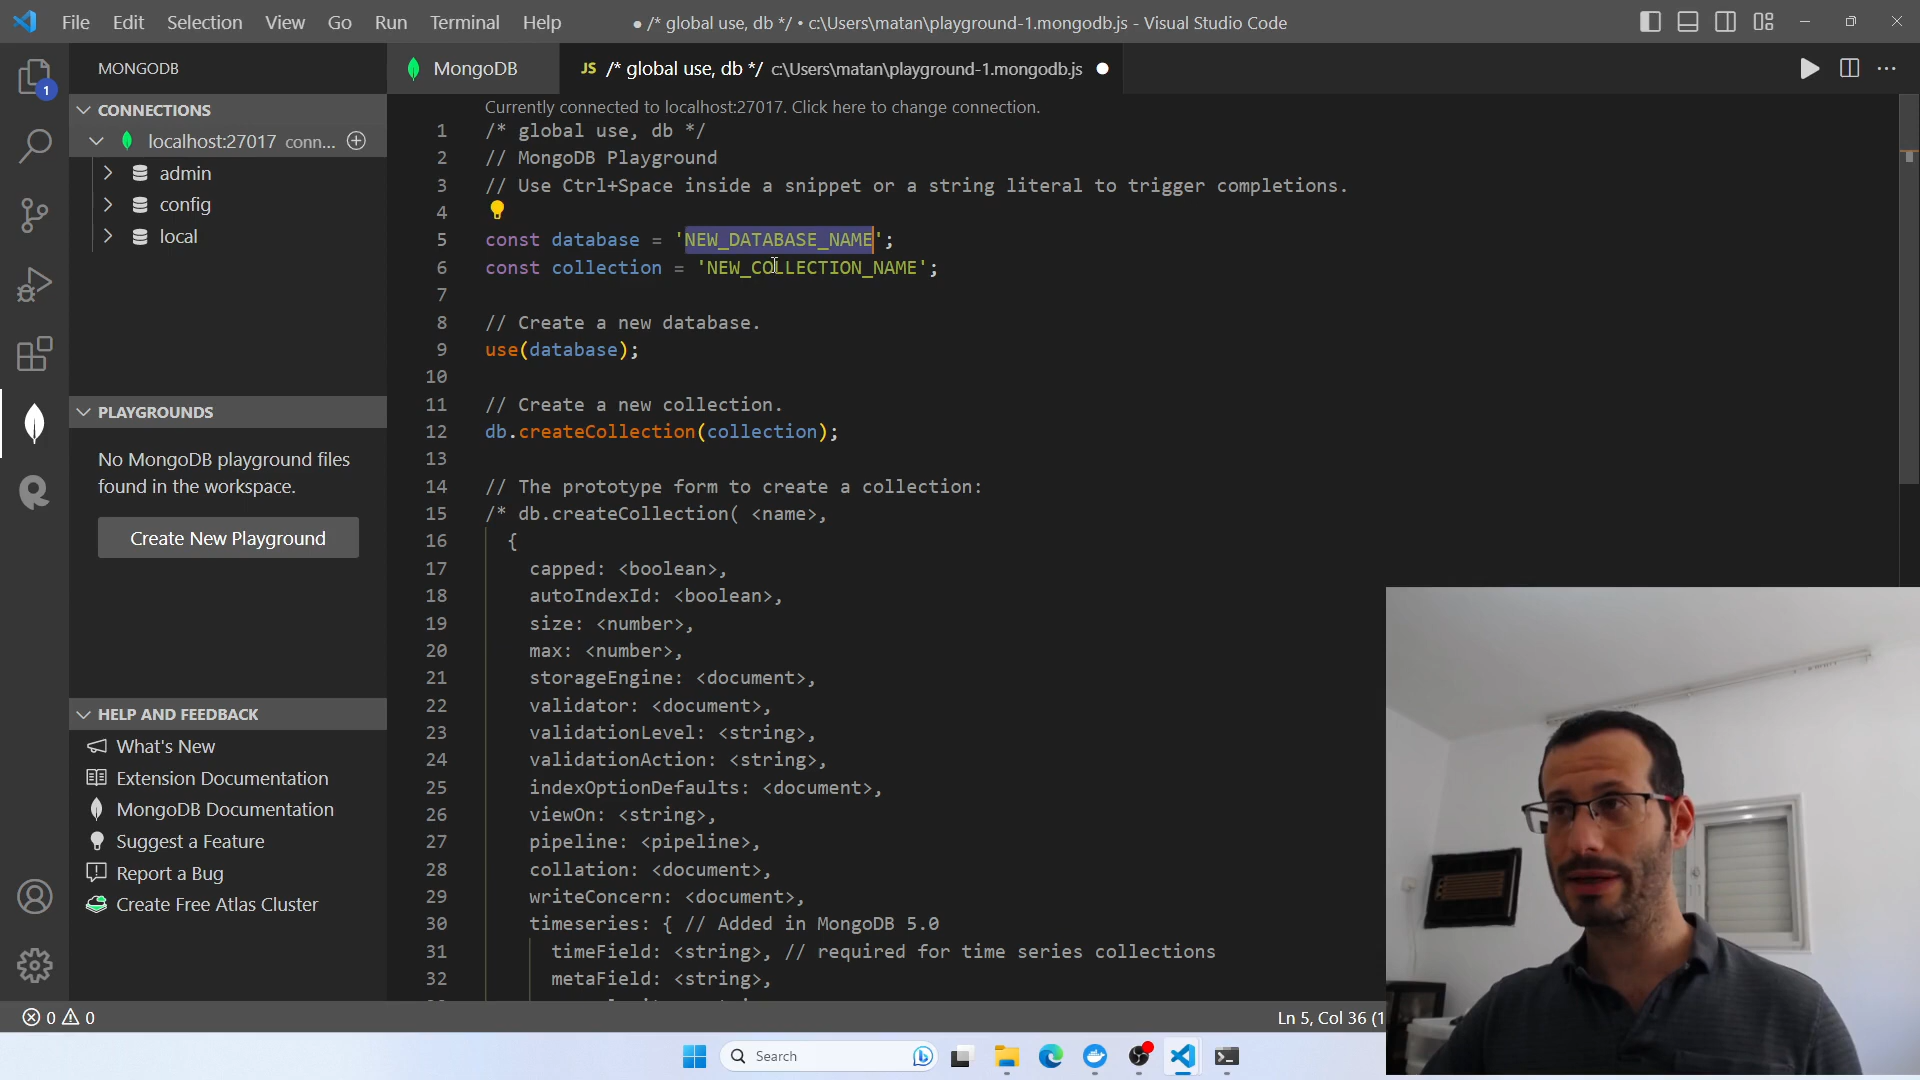 File Edit Selection View Go Run Terminal Help
● /* global use, db */ • c:\Users\matan\playground-1.mongodb.js - Visual Studio Code
MONGODB
MongoDB
JS /* global use, db */ c:\Users\matan\playground-1.mongodb.js ●
1
CONNECTIONS
localhost:27017 conn...
admin
config
local
PLAYGROUNDS
No MongoDB playground files
found in the workspace.
Create New Playground
HELP AND FEEDBACK
What's New
Extension Documentation
MongoDB Documentation
Suggest a Feature
Report a Bug
Create Free Atlas Cluster
Currently connected to localhost:27017. Click here to change connection.
1 /* global use, db */
2 // MongoDB Playground
3 // Use Ctrl+Space inside a snippet or a string literal to trigger completions.
4
5 const database = 'NEW_DATABASE_NAME';
6 const collection = 'NEW_COLLECTION_NAME';
7
8 // Create a new database.
9 use(database);
10
11 // Create a new collection.
12 db.createCollection(collection);
13
14 // The prototype form to create a collection:
15 /* db.createCollection( <name>,
16 {
17 capped: <boolean>,
18 autoIndexId: <boolean>,
19 size: <number>,
20 max: <number>,
21 storageEngine: <document>,
22 validator: <document>,
23 validationLevel: <string>,
24 validationAction: <string>,
25 indexOptionDefaults: <document>,
26 viewOn: <string>,
27 pipeline: <pipeline>,
28 collation: <document>,
29 writeConcern: <document>,
30 timeseries: { // Added in MongoDB 5.0
31 timeField: <string>, // required for time series collections
32 metaField: <string>,
0 0
Ln 5, Col 36 (1
Search